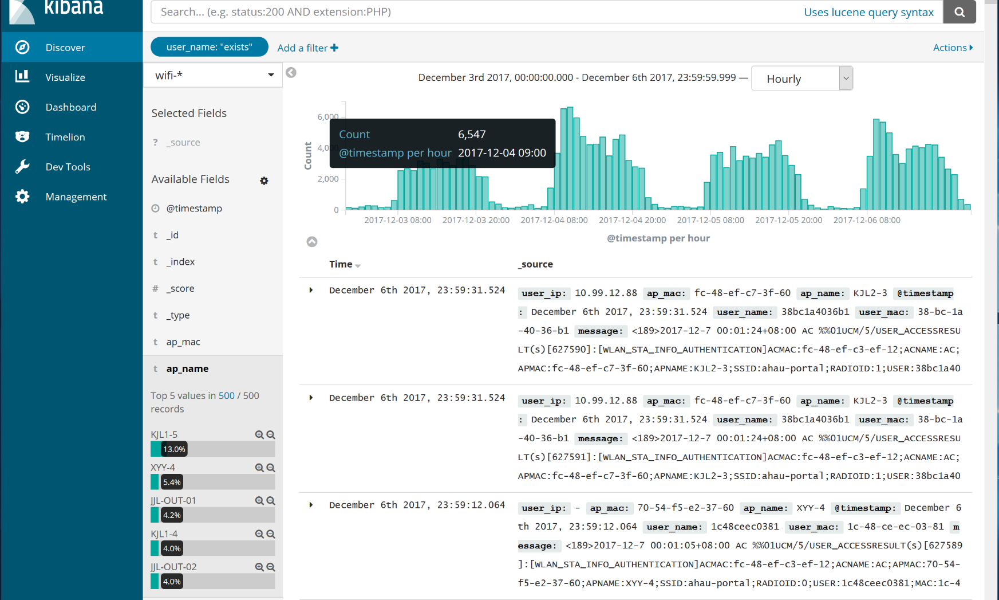 kibana
Search... (e.g. status:200 AND extension:PHP)
Uses lucene query syntax
Discover
Visualize
Dashboard
Timelion
Dev Tools
Management
user_name: "exists"
Add a filter
Actions
wifi-*
Selected Fields
? _source
Available Fields
@timestamp
t _id
t _index
# _score
t _type
t ap_mac
t ap_name
Top 5 values in 500 / 500
records
KJL1-5
13.0%
XYY-4
5.4%
JJL-OUT-01
4.2%
KJL1-4
4.0%
JJL-OUT-02
4.0%
December 3rd 2017, 00:00:00.000 - December 6th 2017, 23:59:59.999 —
Hourly
Count
6,000
4,00
2,000
0
Count 6,547
@timestamp per hour 2017-12-04 09:00
2017-12-03 08:00 2017-12-03 20:00 2017-12-04 08:00 2017-12-04 20:00 2017-12-05 08:00 2017-12-05 20:00 2017-12-06 08:00
@timestamp per hour
Time _source
December 6th 2017, 23:59:31.524
user_ip: 10.99.12.88 ap_mac: fc-48-ef-c7-3f-60 ap_name: KJL2-3 @timestamp
: December 6th 2017, 23:59:31.524 user_name: 38bc1a4036b1 user_mac: 38-bc-1a
-40-36-b1 message: <189>2017-12-7 00:01:24+08:00 AC %%01UCM/5/USER_ACCESSRESU
LT(s)[627590]:[WLAN_STA_INFO_AUTHENTICATION]ACMAC:fc-48-ef-c3-ef-12;ACNAME:AC;
APMAC:fc-48-ef-c7-3f-60;APNAME:KJL2-3;SSID:ahau-portal;RADIOID:1;USER:38bc1a40
December 6th 2017, 23:59:31.524
user_ip: 10.99.12.88 ap_mac: fc-48-ef-c7-3f-60 ap_name: KJL2-3 @timestamp
: December 6th 2017, 23:59:31.524 user_name: 38bc1a4036b1 user_mac: 38-bc-1a
-40-36-b1 message: <189>2017-12-7 00:01:24+08:00 AC %%01UCM/5/USER_ACCESSRESU
LT(s)[627591]:[WLAN_STA_INFO_AUTHENTICATION]ACMAC:fc-48-ef-c3-ef-12;ACNAME:AC;
APMAC:fc-48-ef-c7-3f-60;APNAME:KJL2-3;SSID:ahau-portal;RADIOID:1;USER:38bc1a40
December 6th 2017, 23:59:12.064
user_ip: - ap_mac: 70-54-f5-e2-37-60 ap_name: XYY-4 @timestamp: December 6
th 2017, 23:59:12.064 user_name: 1c48ceec0381 user_mac: 1c-48-ce-ec-03-81 m
essage: <189>2017-12-7 00:01:05+08:00 AC %%01UCM/5/USER_ACCESSRESULT(s)[627589
]:[WLAN_STA_INFO_AUTHENTICATION]ACMAC:fc-48-ef-c3-ef-12;ACNAME:AC;APMAC:70-54-
f5-e2-37-60;APNAME:XYY-4;SSID:ahau-portal;RADIOID:0;USER:1c48ceec0381;MAC:1c-4